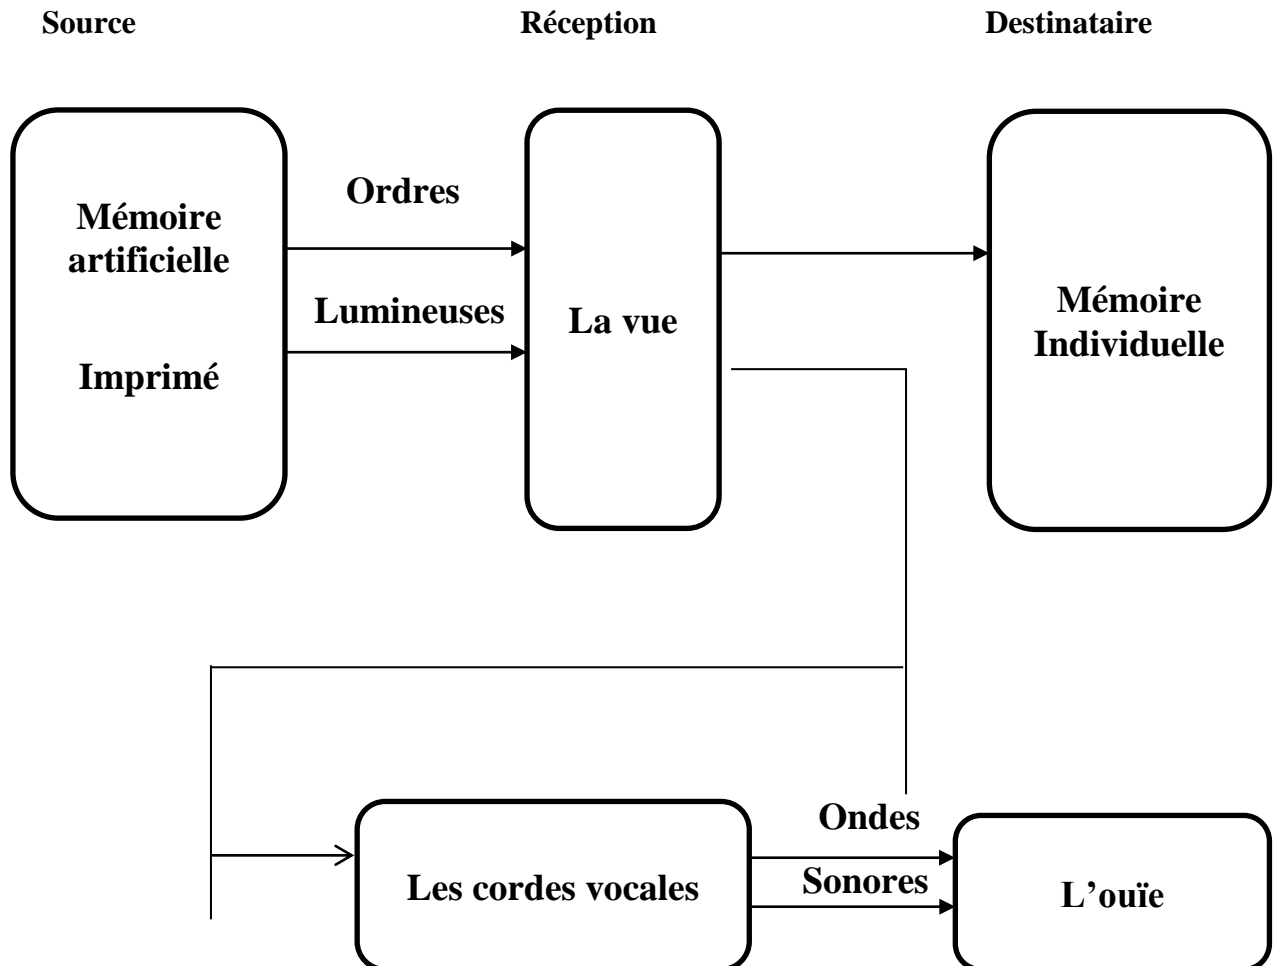 Source
Réception
Destinataire
Mémoire
artificielle
Imprimé
Ordres
Lumineuses
La vue
Mémoire
Individuelle
Les cordes vocales
Ondes
Sonores
L’ouïe